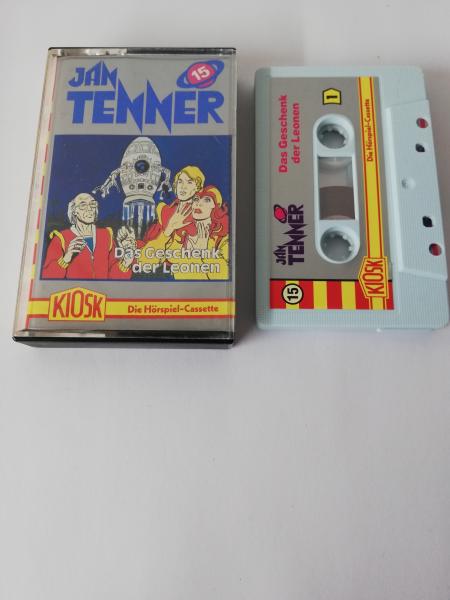 JAN
TENNER
15
Das Geschenk
der Leonen
KIOSK
Die Hörspiel-Cassette
15
JAN
TENNER
Das Geschenk
der Leonen
1
KIOSK
Die Hörspiel-Cassette